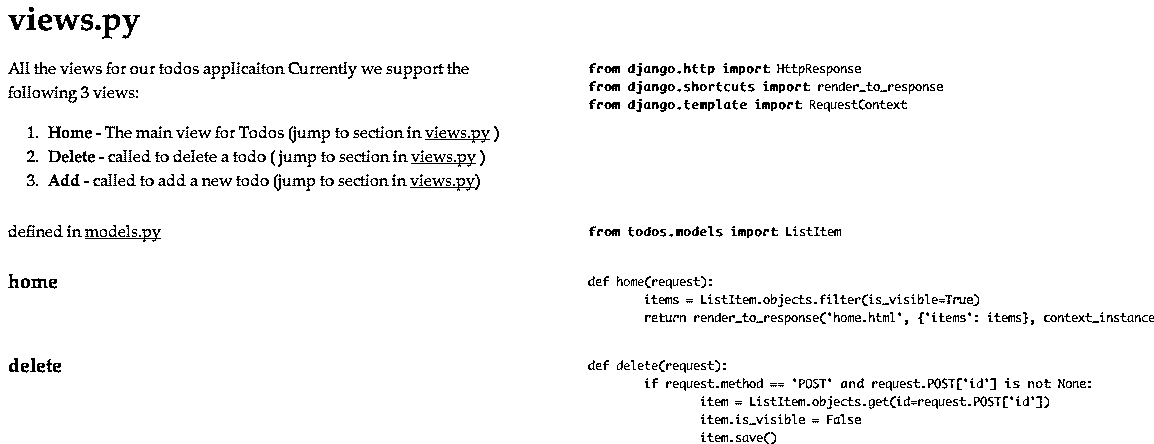 views.py
All the views for our todos applicaiton Currently we support the
following 3 views:
1. Home - The main view for Todos (jump to section in views.py )
2. Delete - called to delete a todo ( jump to section in views.py )
3. Add - called to add a new todo (jump to section in views.py)
from django.http import HttpResponse
from django.shortcuts import render_to_response
from django.template import RequestContext
defined in models.py
from todos.models import ListItem
home
def home(request):
items = ListItem.objects.filter(is_visible=True)
return render_to_response('home.html', {'items': items}, context_instance
delete
def delete(request):
if request.method == 'POST' and request.POST['id'] is not None:
item = ListItem.objects.get(id=request.POST['id'])
item.is_visible = False
item.save()